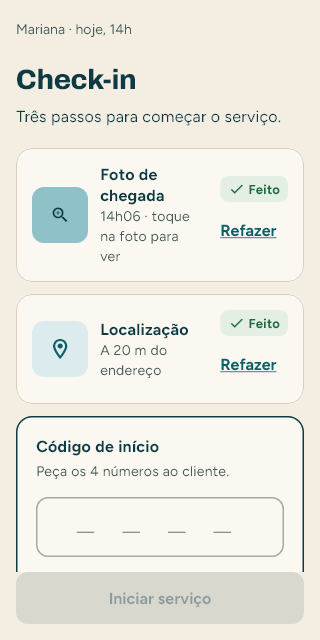 Mariana · hoje, 14h
Check-in
Três passos para começar o serviço.
Foto de
chegada
14h06 · toque
na foto para
ver
Feito
Refazer
Localização
A 20 m do
endereço
Feito
Refazer
Código de início
Peça os 4 números ao cliente.
— — — —
Iniciar serviço